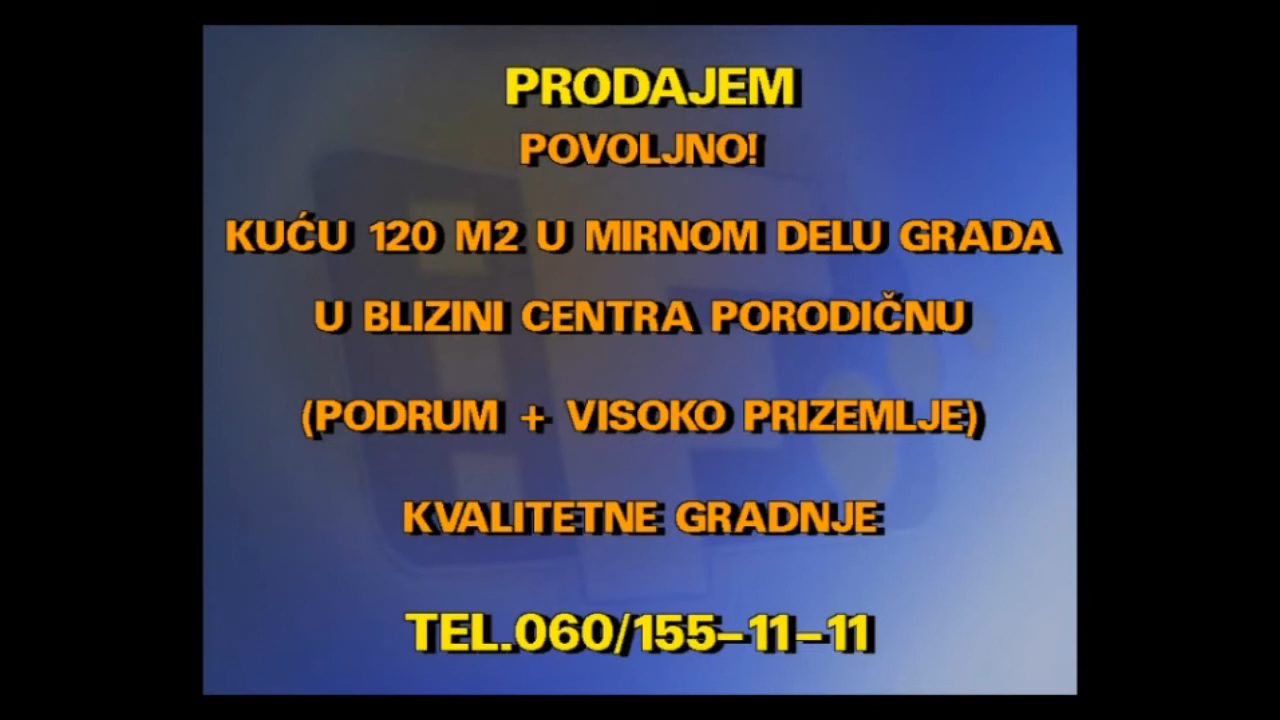 PRODAJEM
POVOLJNO!
KUĆU 120 M2 U MIRNOM DELU GRADA
U BLIZINI CENTRA PORODIČNU
(PODRUM + VISOKO PRIZEMLJE)
KVALITETNE GRADNJE
TEL.060/155-11-11